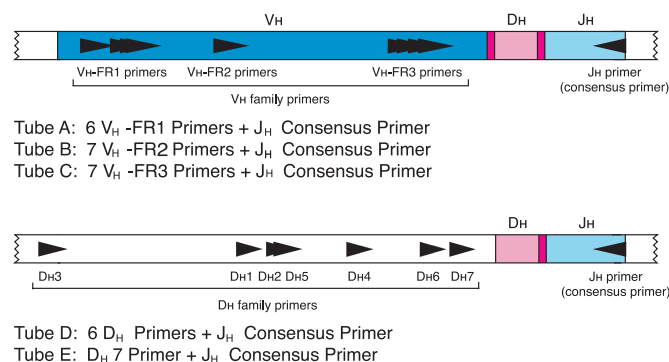 VH DH JH
VH-FR1 primers VH-FR2 primers VH-FR3 primers JH primer
(consensus primer)
VH family primers
Tube A: 6 VH -FR1 Primers + JH Consensus Primer
Tube B: 7 VH -FR2 Primers + JH Consensus Primer
Tube C: 7 VH -FR3 Primers + JH Consensus Primer
DH JH
DH3 DH1 DH2 DH5 DH4 DH6 DH7 JH primer
(consensus primer)
DH family primers
Tube D: 6 DH Primers + JH Consensus Primer
Tube E: DH 7 Primer + JH Consensus Primer